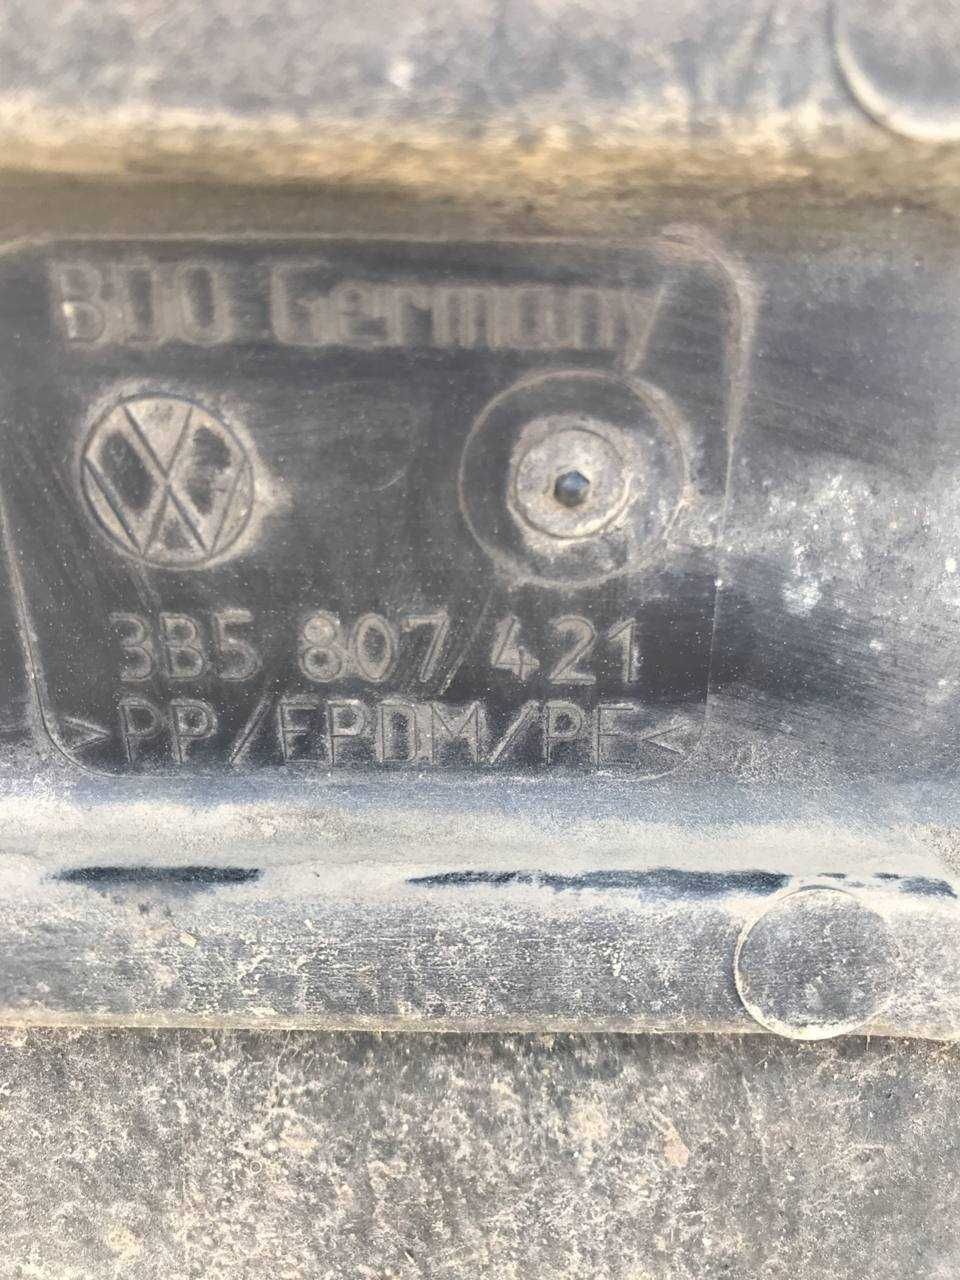 BDO Germany
3B5 807 421
>PP/EPDM/PE<